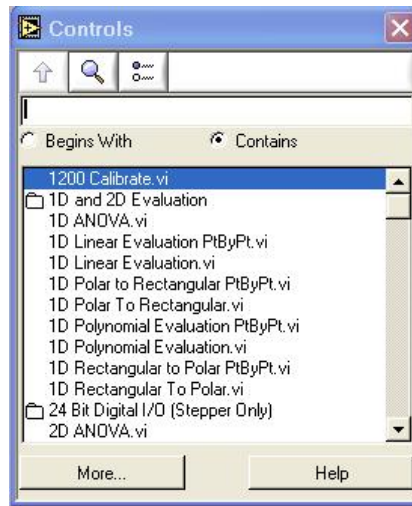 Controls
Begins With Contains
1200 Calibrate.vi
1D and 2D Evaluation
1D ANOVA.vi
1D Linear Evaluation PtByPt.vi
1D Linear Evaluation.vi
1D Polar to Rectangular PtByPt.vi
1D Polar To Rectangular.vi
1D Polynomial Evaluation PtByPt.vi
1D Polynomial Evaluation.vi
1D Rectangular to Polar PtByPt.vi
1D Rectangular To Polar.vi
24 Bit Digital I/O (Stepper Only)
2D ANOVA.vi
More... Help